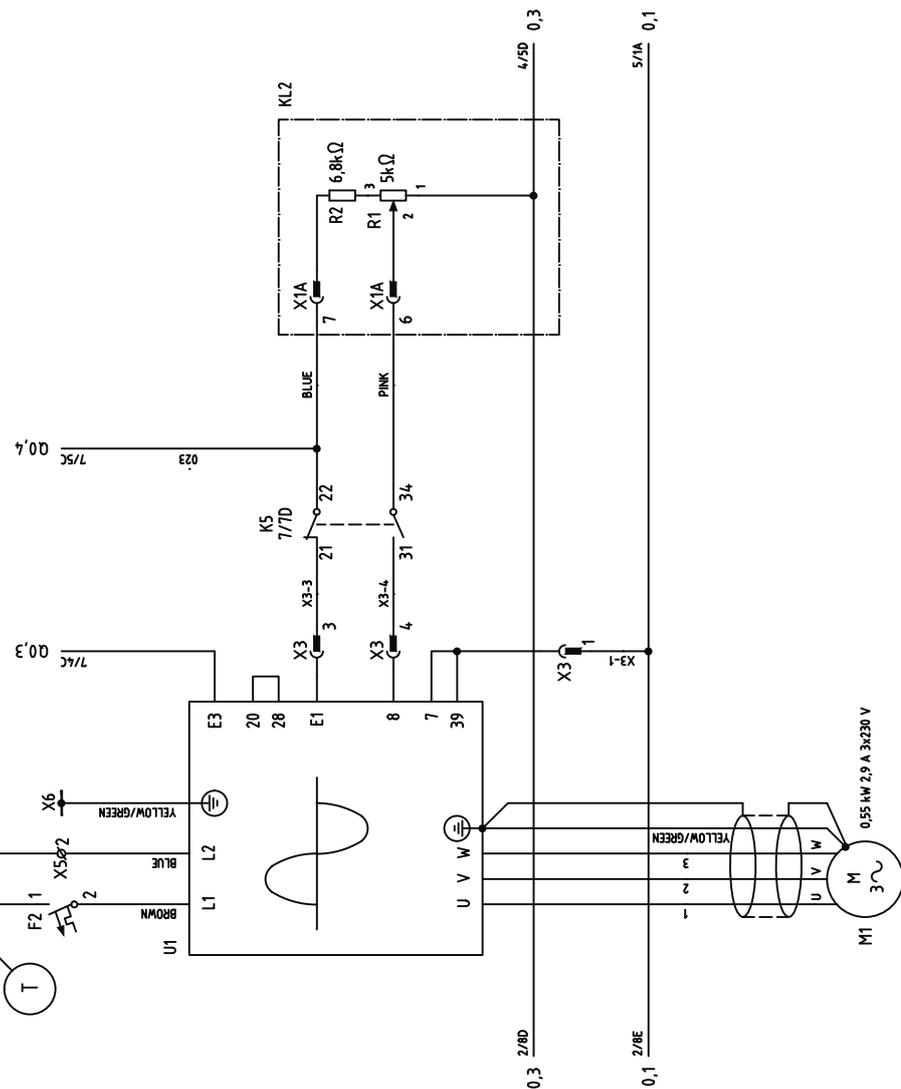 0,3
4/5D
0,1
5/1A
KL2
6,8kΩ
R2
3
5kΩ
R1
1
2
X1A
7
X1A
6
BLUE
PINK
Q0,4
7/5C
023
K5
7/7D
22
21
34
31
X3-3
X3-4
X3
3
X3
4
Q0,3
7/4C
X3
1
X3-1
E3
20
28
E1
8
7
39
X6
YELLOW/GREEN
X5
2
BLUE
L2
F2
1
2
BROWN
L1
U1
T
W
V
U
YELLOW/GREEN
3
2
1
W
V
U
M
3
M1
0,55 kW 2,9 A 3x230 V
2/8D
0,3
2/8E
0,1